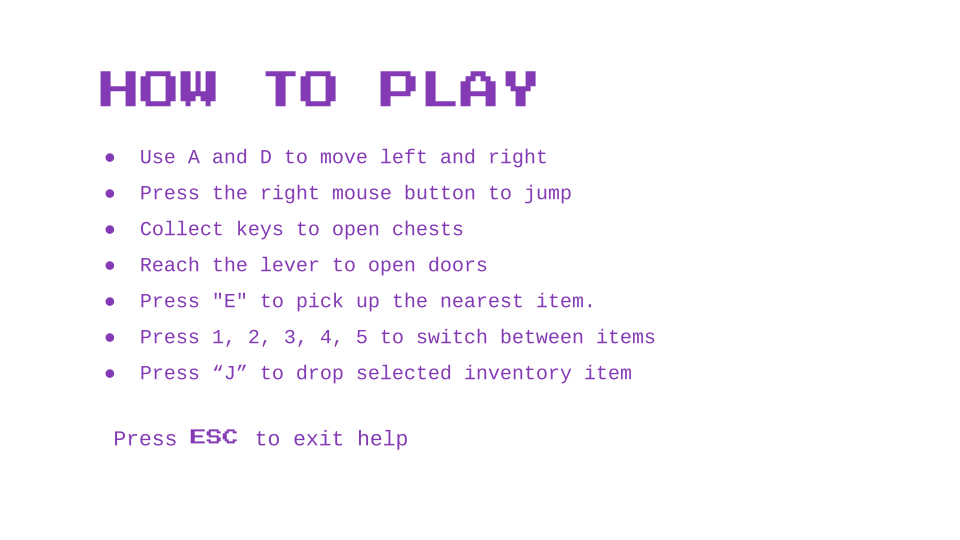 HOW TO PLAY
● Use A and D to move left and right
● Press the right mouse button to jump
● Collect keys to open chests
● Reach the lever to open doors
● Press "E" to pick up the nearest item.
● Press 1, 2, 3, 4, 5 to switch between items
● Press “J” to drop selected inventory item
Press ESC to exit help